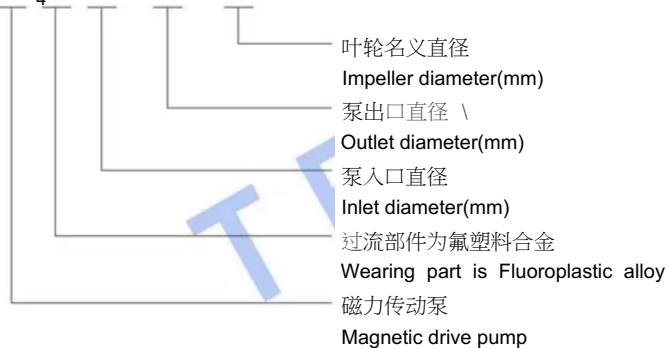 4
叶轮名义直径
Impeller diameter(mm)
泵出口直径 \
Outlet diameter(mm)
泵入口直径
Inlet diameter(mm)
过流部件为氟塑料合金
Wearing part is Fluoroplastic alloy
磁力传动泵
Magnetic drive pump